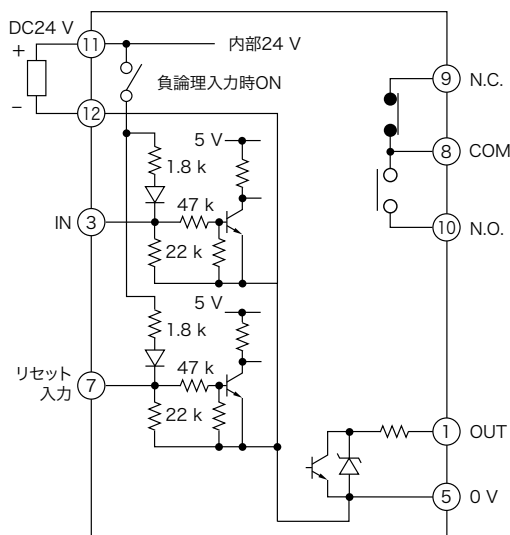 DC24 V
+
−
11
内部24 V
負論理入力時ON
12
9
N.C.
8
COM
10
N.O.
5 V
1.8 k
47 k
IN
3
22 k
5 V
1.8 k
47 k
リセット
入力
7
22 k
1
OUT
5
0 V